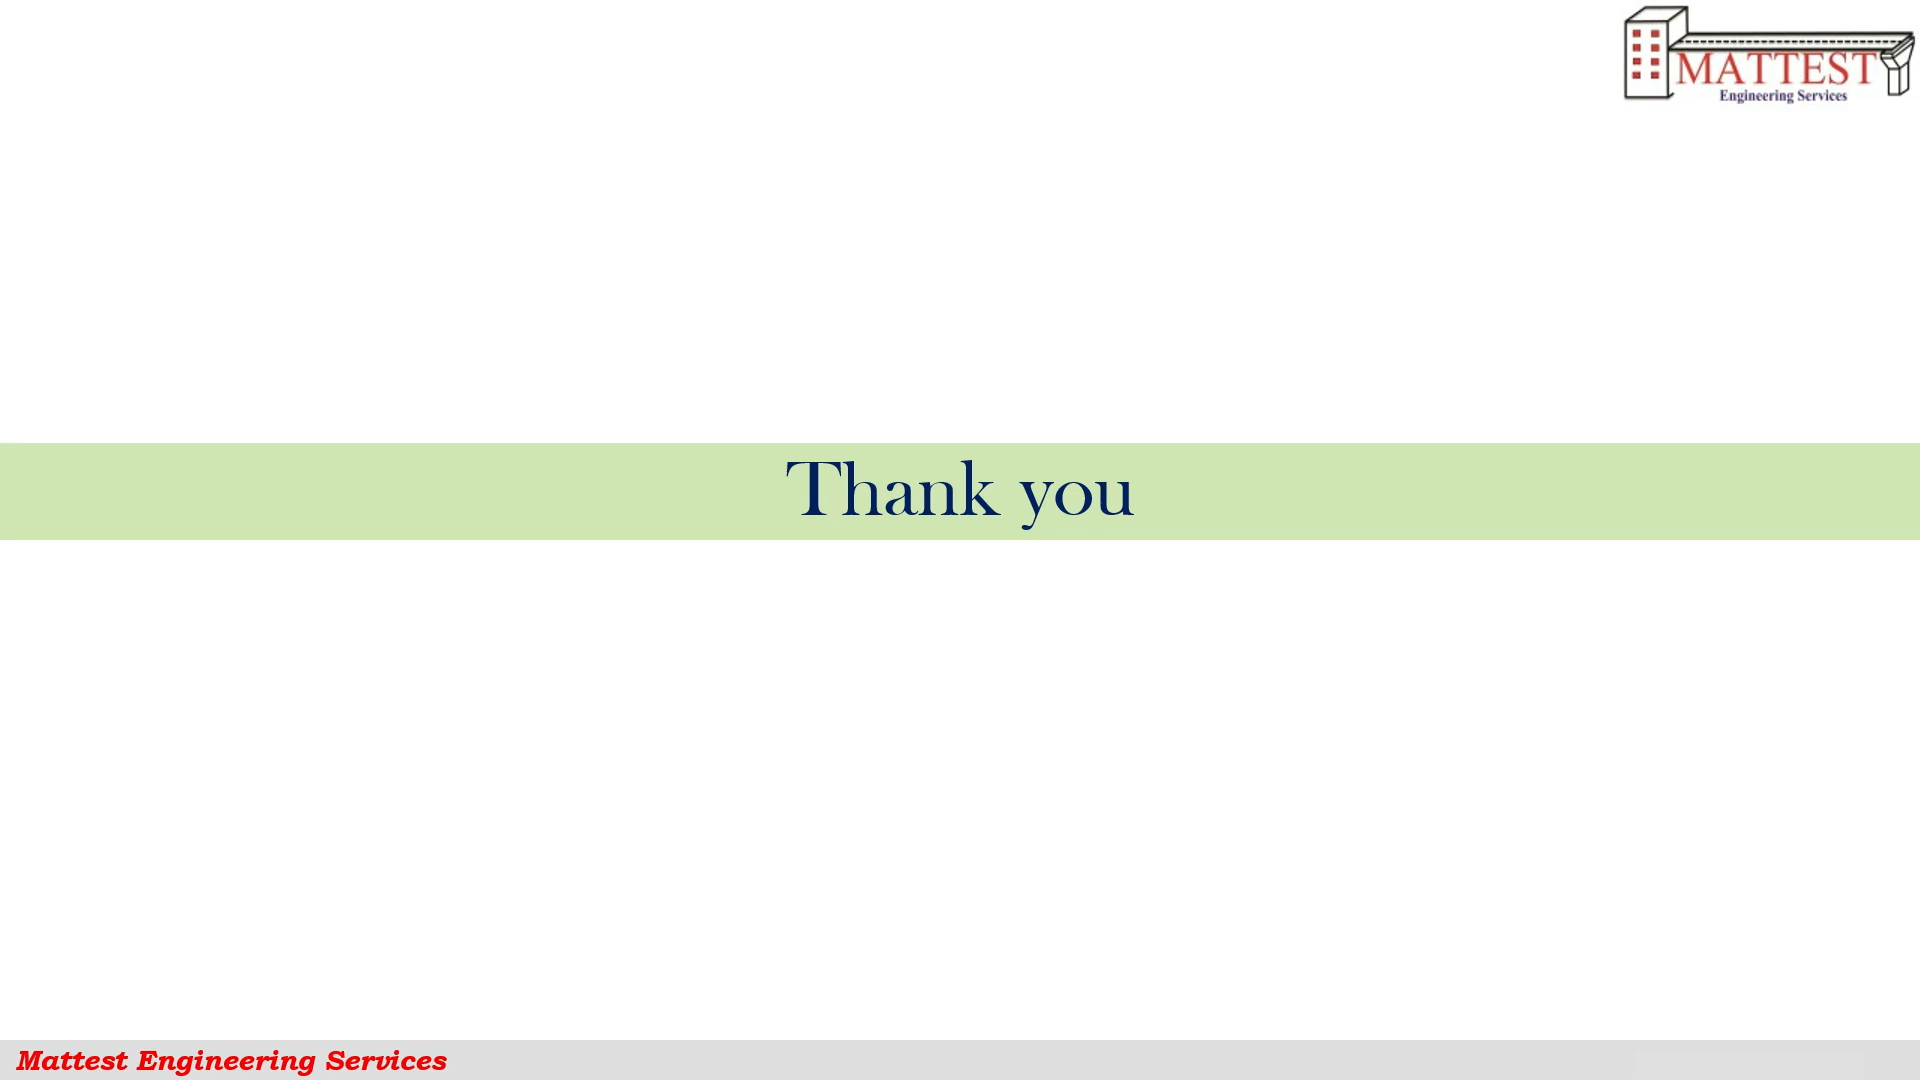 MATTEST
Engineering Services
Thank you
Mattest Engineering Services